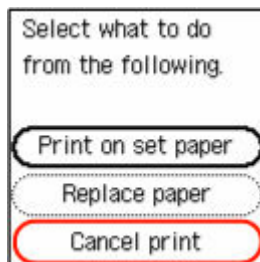 Select what to do
from the following.
Print on set paper
Replace paper
Cancel print